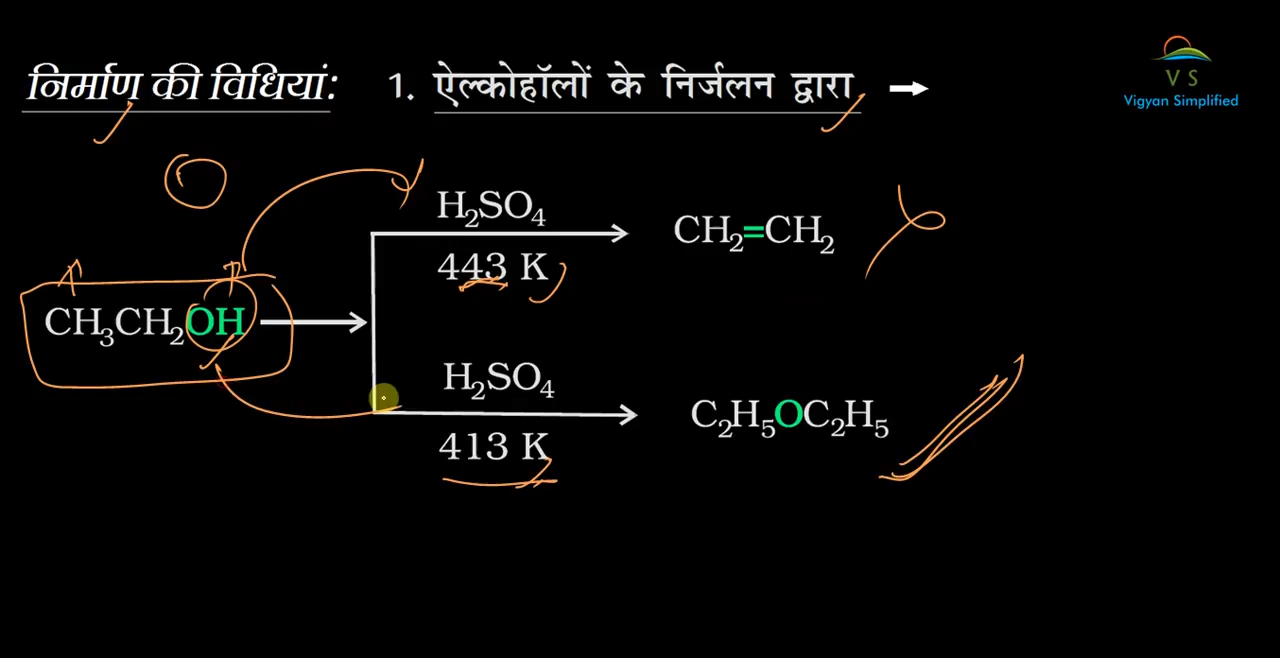 निर्माण की विधियां: 1. ऐल्कोहॉलों के निर्जलन द्वारा →
V S
Vigyan Simplified
H₂SO₄
443 K
CH₂=CH₂
CH₃CH₂OH
H₂SO₄
413 K
C₂H₅OC₂H₅